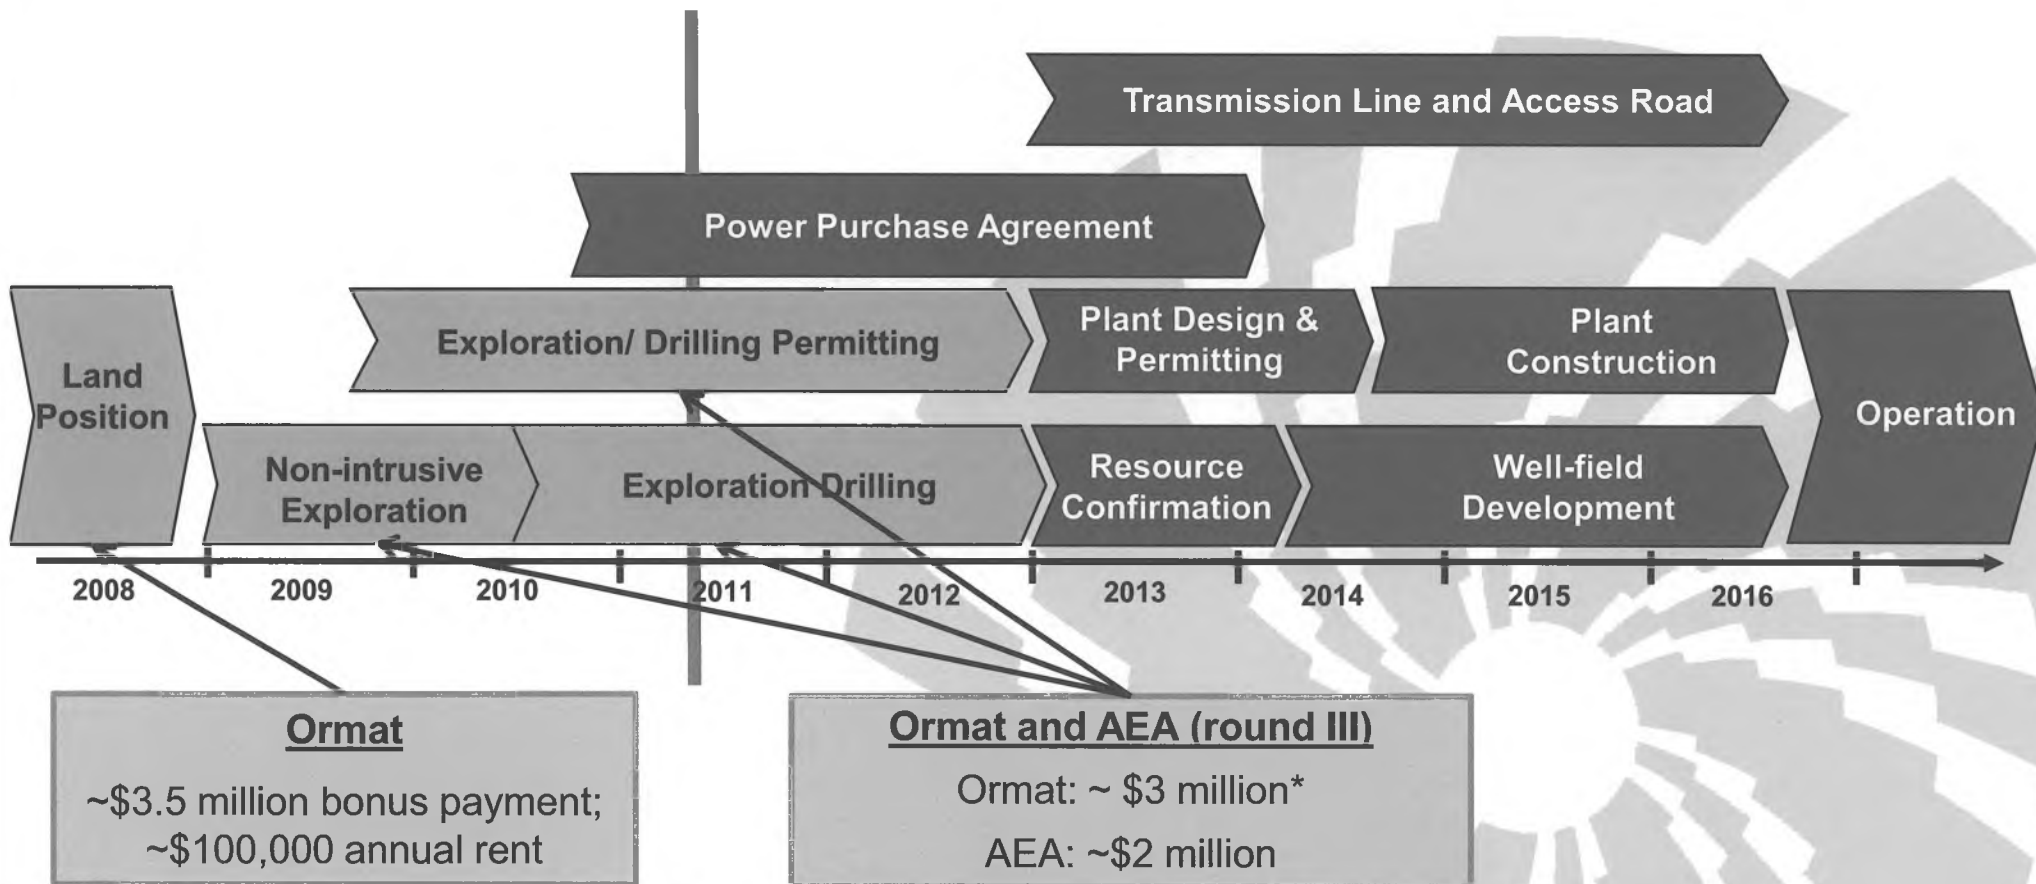 Transmission Line and Access Road
Power Purchase Agreement
Land
Position
Exploration/ Drilling Permitting
Plant Design &
Permitting
Plant
Construction
Operation
Non-intrusive
Exploration
Exploration Drilling
Resource
Confirmation
Well-field
Development
2008
2009
2010
2011
2012
2013
2014
2015
2016
Ormat
~$3.5 million bonus payment;
~$100,000 annual rent
Ormat and AEA (round III)
Ormat: ~ $3 million*
AEA: ~$2 million